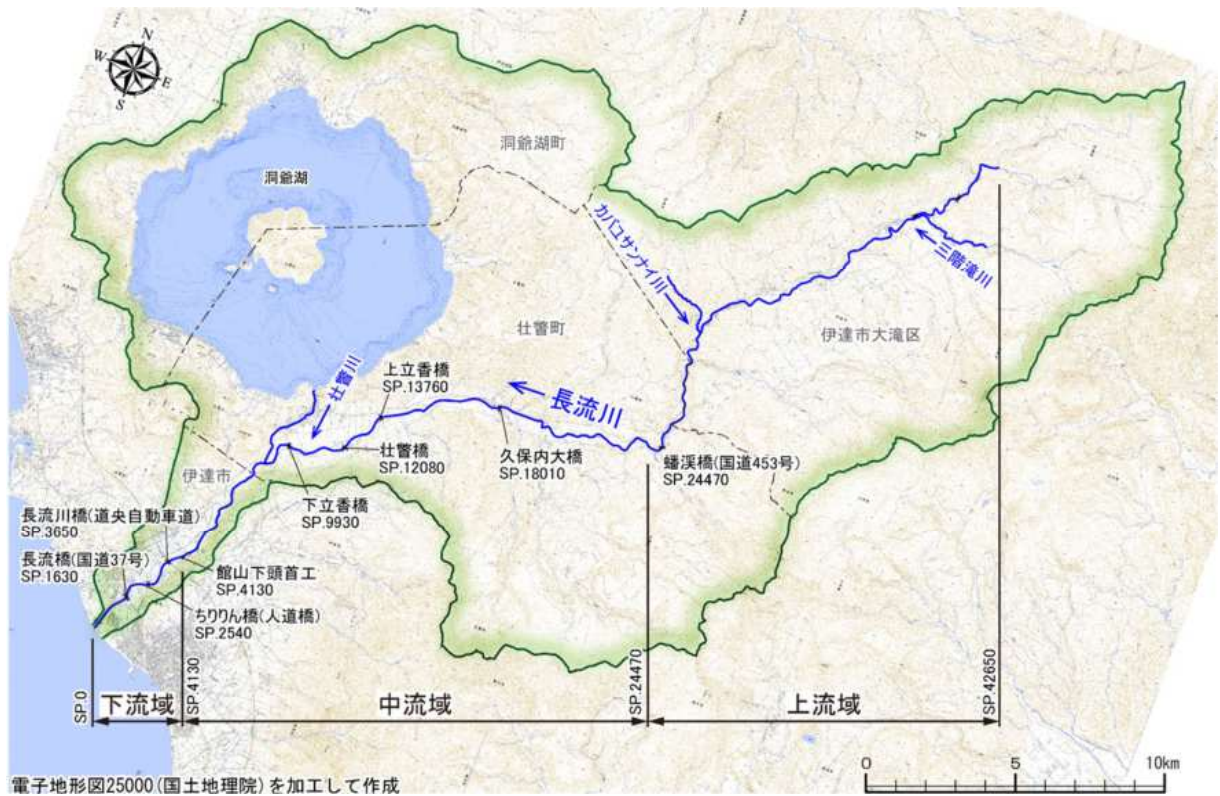 N
W
E
S
洞爺湖町
洞爺湖
カバユサンナイ川
三階滝川
壮瞥町
伊達市大滝区
壮瞥川
上立香橋
SP.13760
長流川
壮瞥橋
SP.12080
久保内大橋
SP.18010
蟠渓橋(国道453号)
SP.24470
伊達市
下立香橋
SP.9930
長流川橋(道央自動車道)
SP.3650
長流橋(国道37号)
SP.1630
館山下頭首工
SP.4130
ちりりん橋(人道橋)
SP.2540
SP.0
SP.4130
SP.24470
SP.42650
下流域
中流域
上流域
電子地形図25000(国土地理院)を加工して作成
0
5
10km